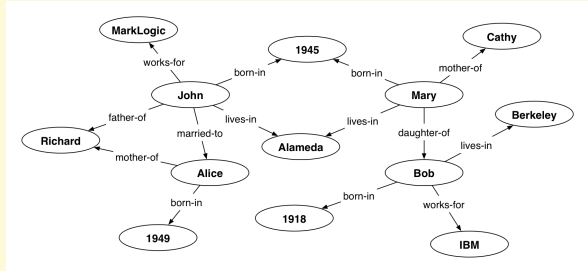 MarkLogic
Cathy
1945
works-for
mother-of
born-in
born-in
John
Mary
father-of
lives-in
lives-in
Berkeley
married-to
daughter-of
lives-in
Richard
Alameda
mother-of
Alice
Bob
born-in
born-in
works-for
1918
1949
IBM